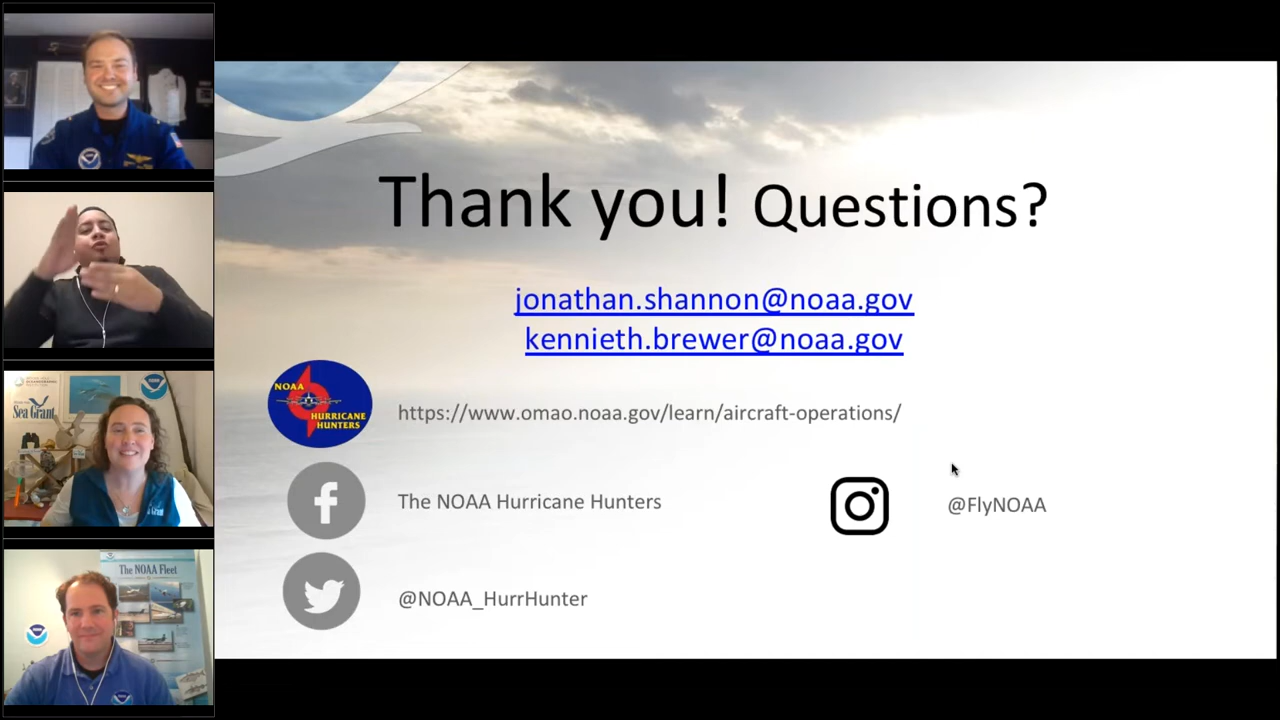 Thank you! Questions?
jonathan.shannon@noaa.gov
kennieth.brewer@noaa.gov
NOAA
HURRICANE
HUNTERS
https://www.omao.noaa.gov/learn/aircraft-operations/
The NOAA Hurricane Hunters
@FlyNOAA
@NOAA_HurrHunter
Sea Grant
The NOAA Fleet